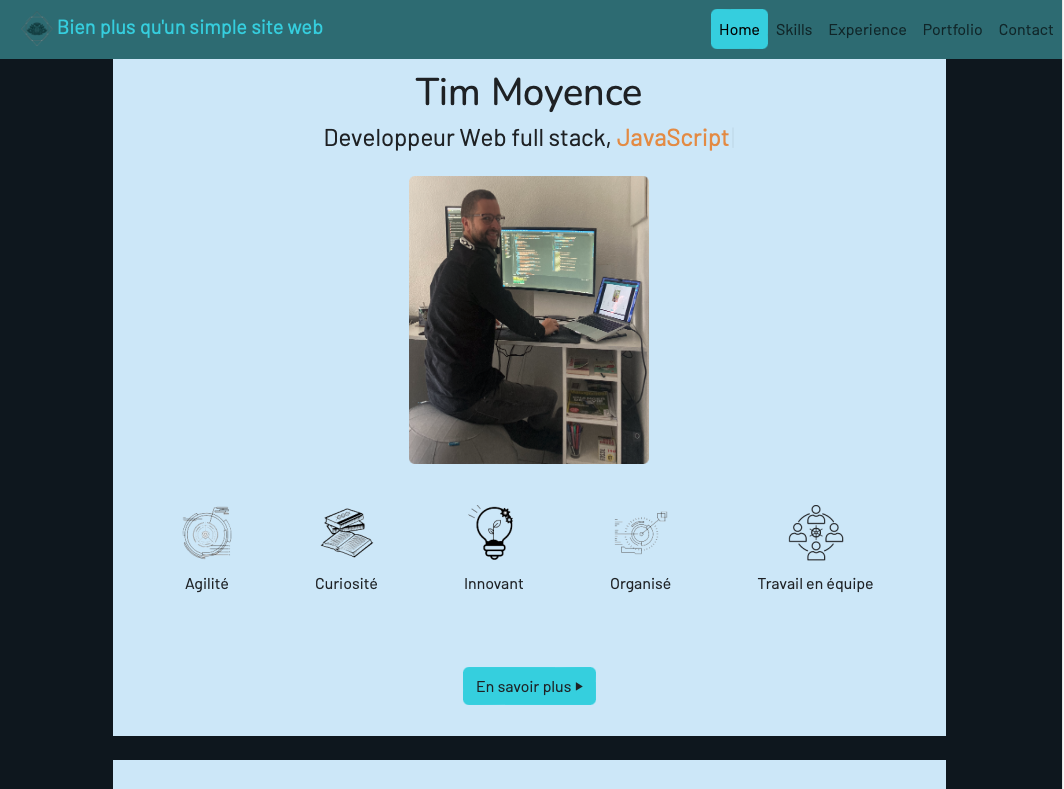 Bien plus qu'un simple site web
Home Skills Experience Portfolio Contact
Tim Moyence
Developpeur Web full stack, JavaScript
Agilité Curiosité Innovant Organisé Travail en équipe
En savoir plus